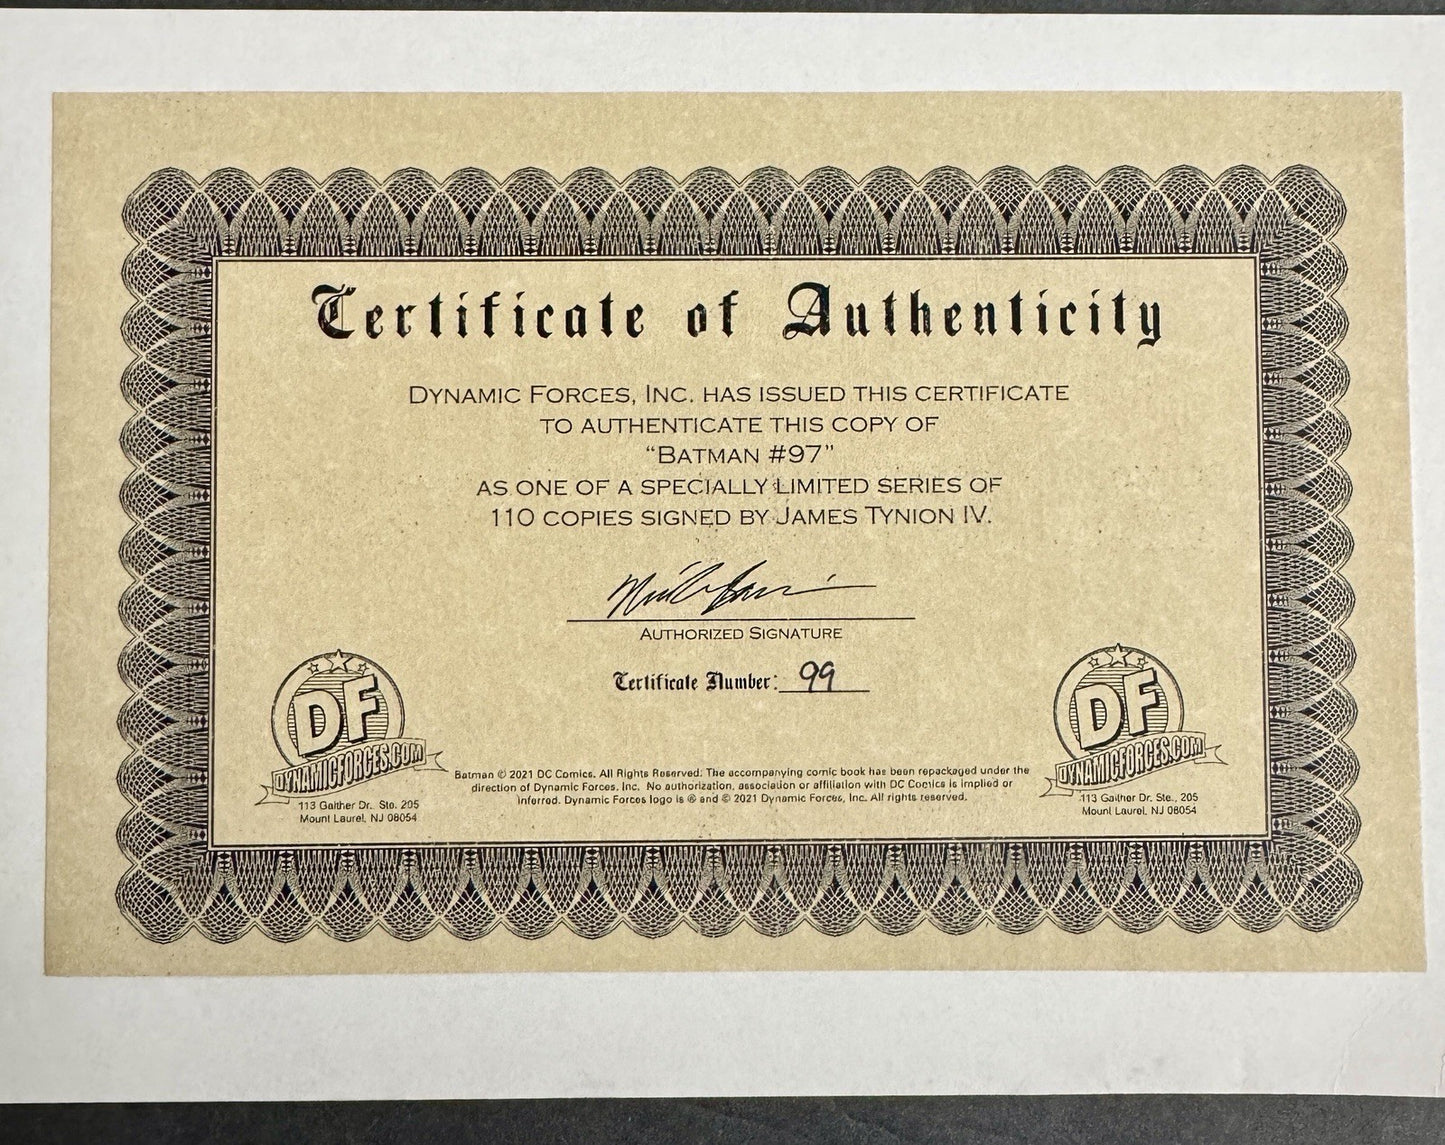 Certificate of Authenticity
DYNAMIC FORCES, INC. HAS ISSUED THIS CERTIFICATE
TO AUTHENTICATE THIS COPY OF
"BATMAN #97"
AS ONE OF A SPECIALLY LIMITED SERIES OF
110 COPIES SIGNED BY JAMES TYNION IV.
AUTHORIZED SIGNATURE
Certificate Number: 99
DF
DYNAMICFORCES.COM
113 Gaither Dr. Ste. 205
Mount Laurel, NJ 08054
Batman © 2021 DC Comics. All Rights Reserved. The accompanying comic book has been repackaged under the
direction of Dynamic Forces, Inc. No authorization, association or affiliation with DC Comics is implied or
inferred. Dynamic Forces logo is ® and © 2021 Dynamic Forces, Inc. All rights reserved.
DF
DYNAMICFORCES.COM
113 Gaither Dr. Ste., 205
Mount Laurel, NJ 08054